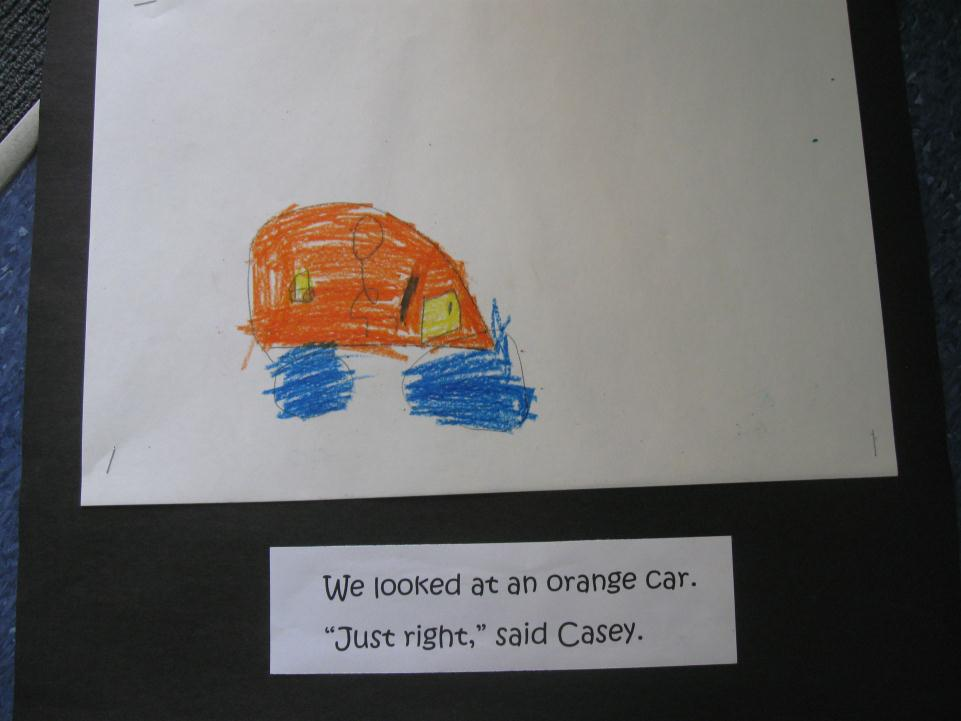 We looked at an orange car.
“Just right,” said Casey.